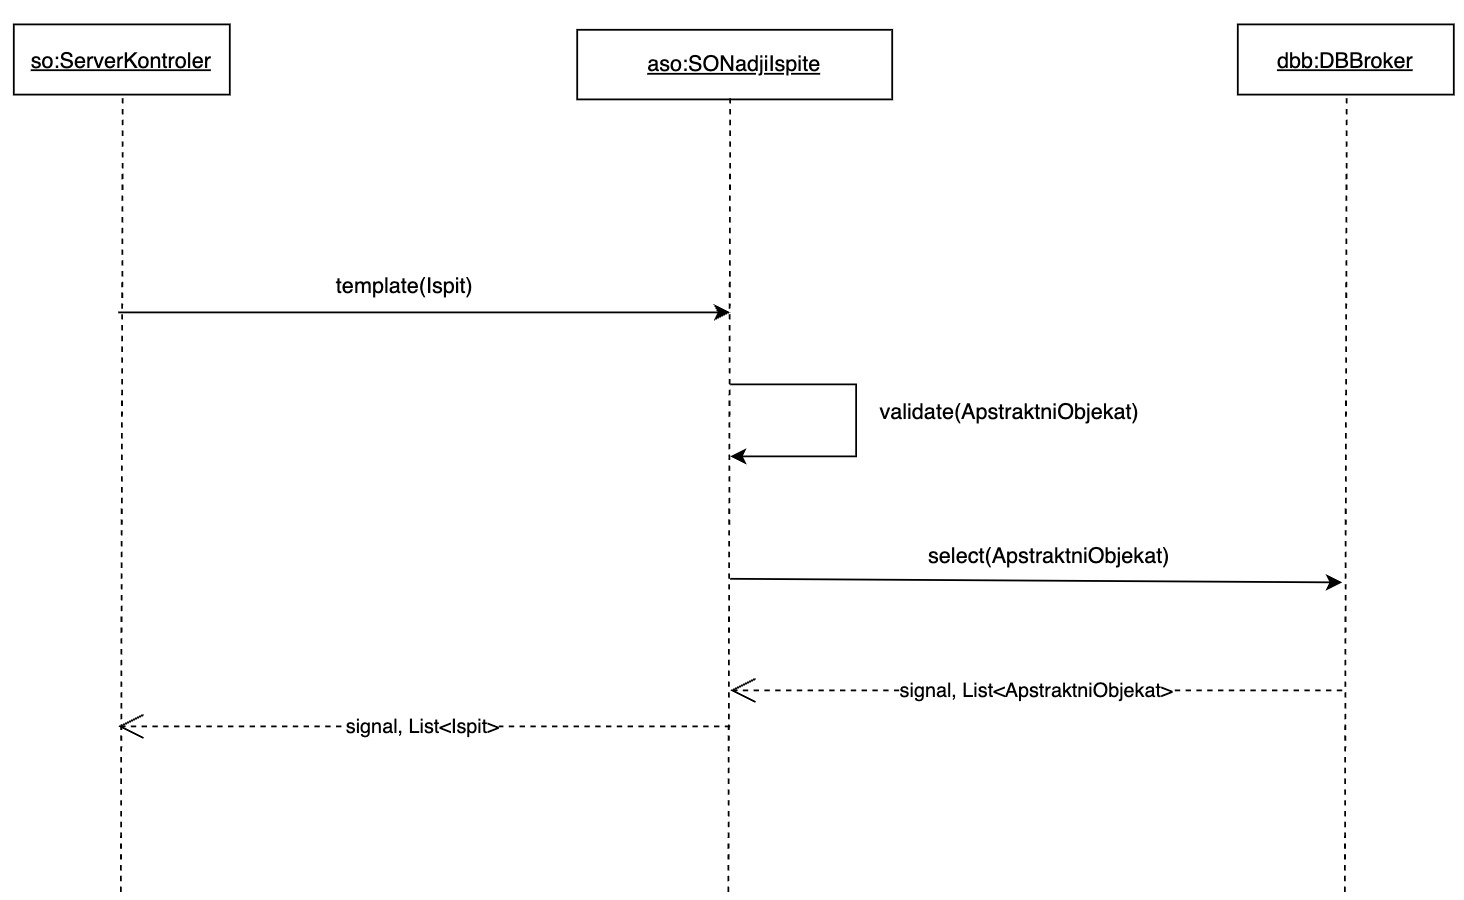 so:ServerKontroler
aso:SONadjiIspite
dbb:DBBroker
template(Ispit)
validate(ApstraktniObjekat)
select(ApstraktniObjekat)
signal, List<ApstraktniObjekat>
signal, List<Ispit>